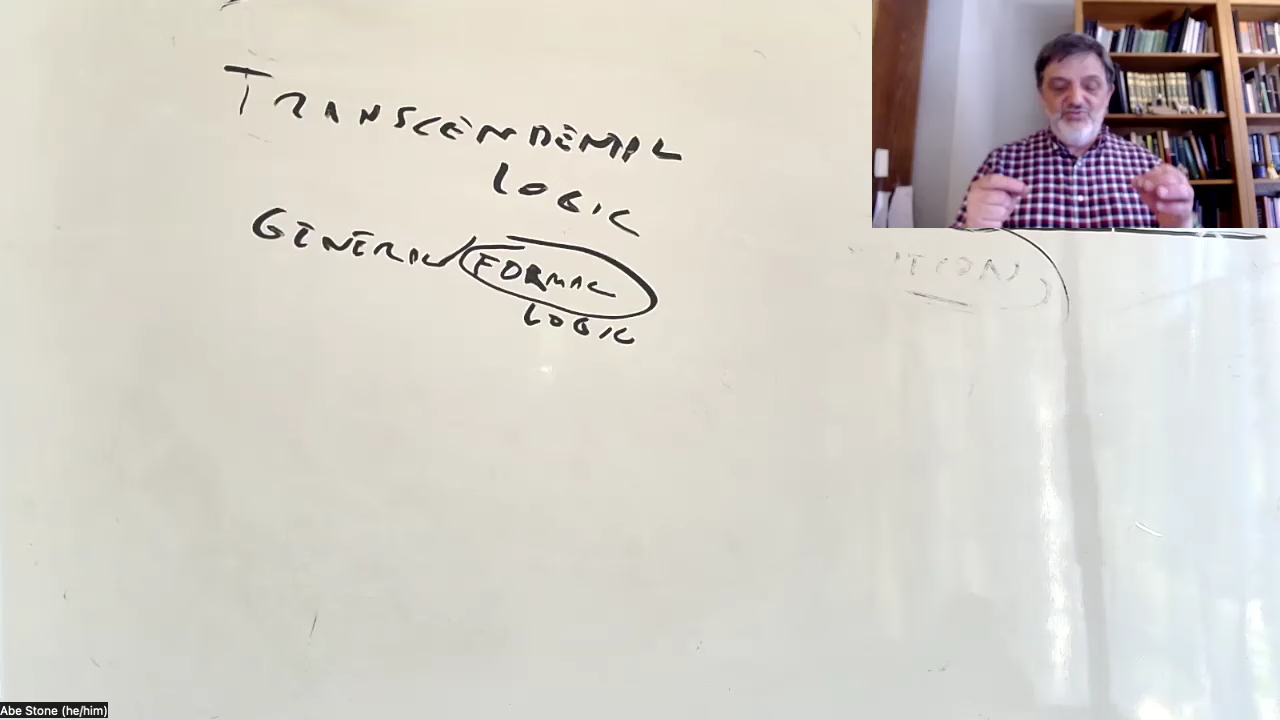 TRANSCENDENTAL
LOGIC
GENERAL/FORMAL
LOGIC
Abe Stone (he/him)